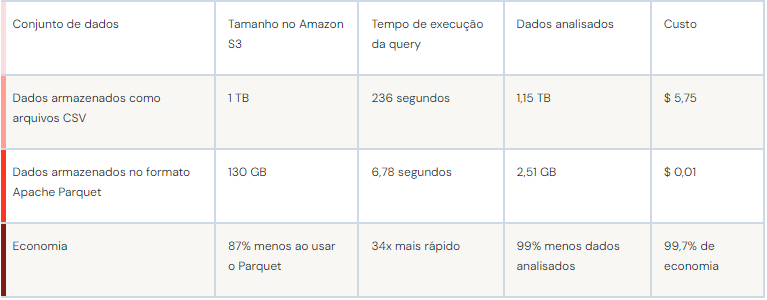 Conjunto de dados
Tamanho no Amazon
S3
Tempo de execução
da query
Dados analisados
Custo
Dados armazenados como
arquivos CSV
1 TB
236 segundos
1,15 TB
$ 5,75
Dados armazenados no formato
Apache Parquet
130 GB
6,78 segundos
2,51 GB
$ 0,01
Economia
87% menos ao usar
o Parquet
34x mais rápido
99% menos dados
analisados
99,7% de
economia